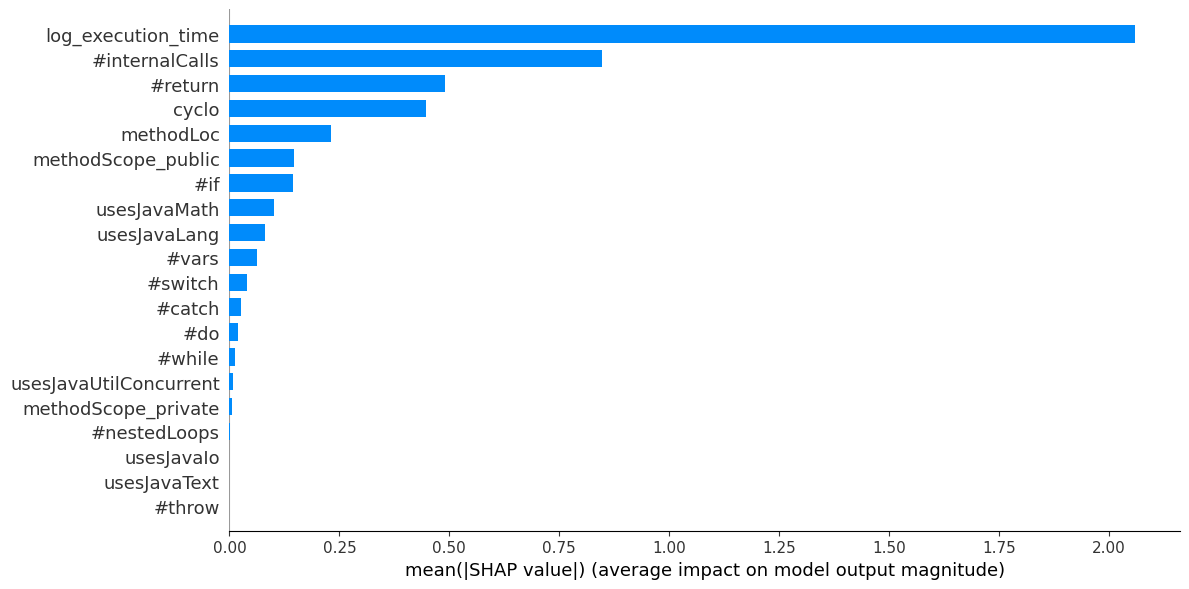 log_execution_time
#internalCalls
#return
cyclo
methodLoc
methodScope_public
#if
usesJavaMath
usesJavaLang
#vars
#switch
#catch
#do
#while
usesJavaUtilConcurrent
methodScope_private
#nestedLoops
usesJavaIo
usesJavaText
#throw
0.00 0.25 0.50 0.75 1.00 1.25 1.50 1.75 2.00
mean(|SHAP value|) (average impact on model output magnitude)